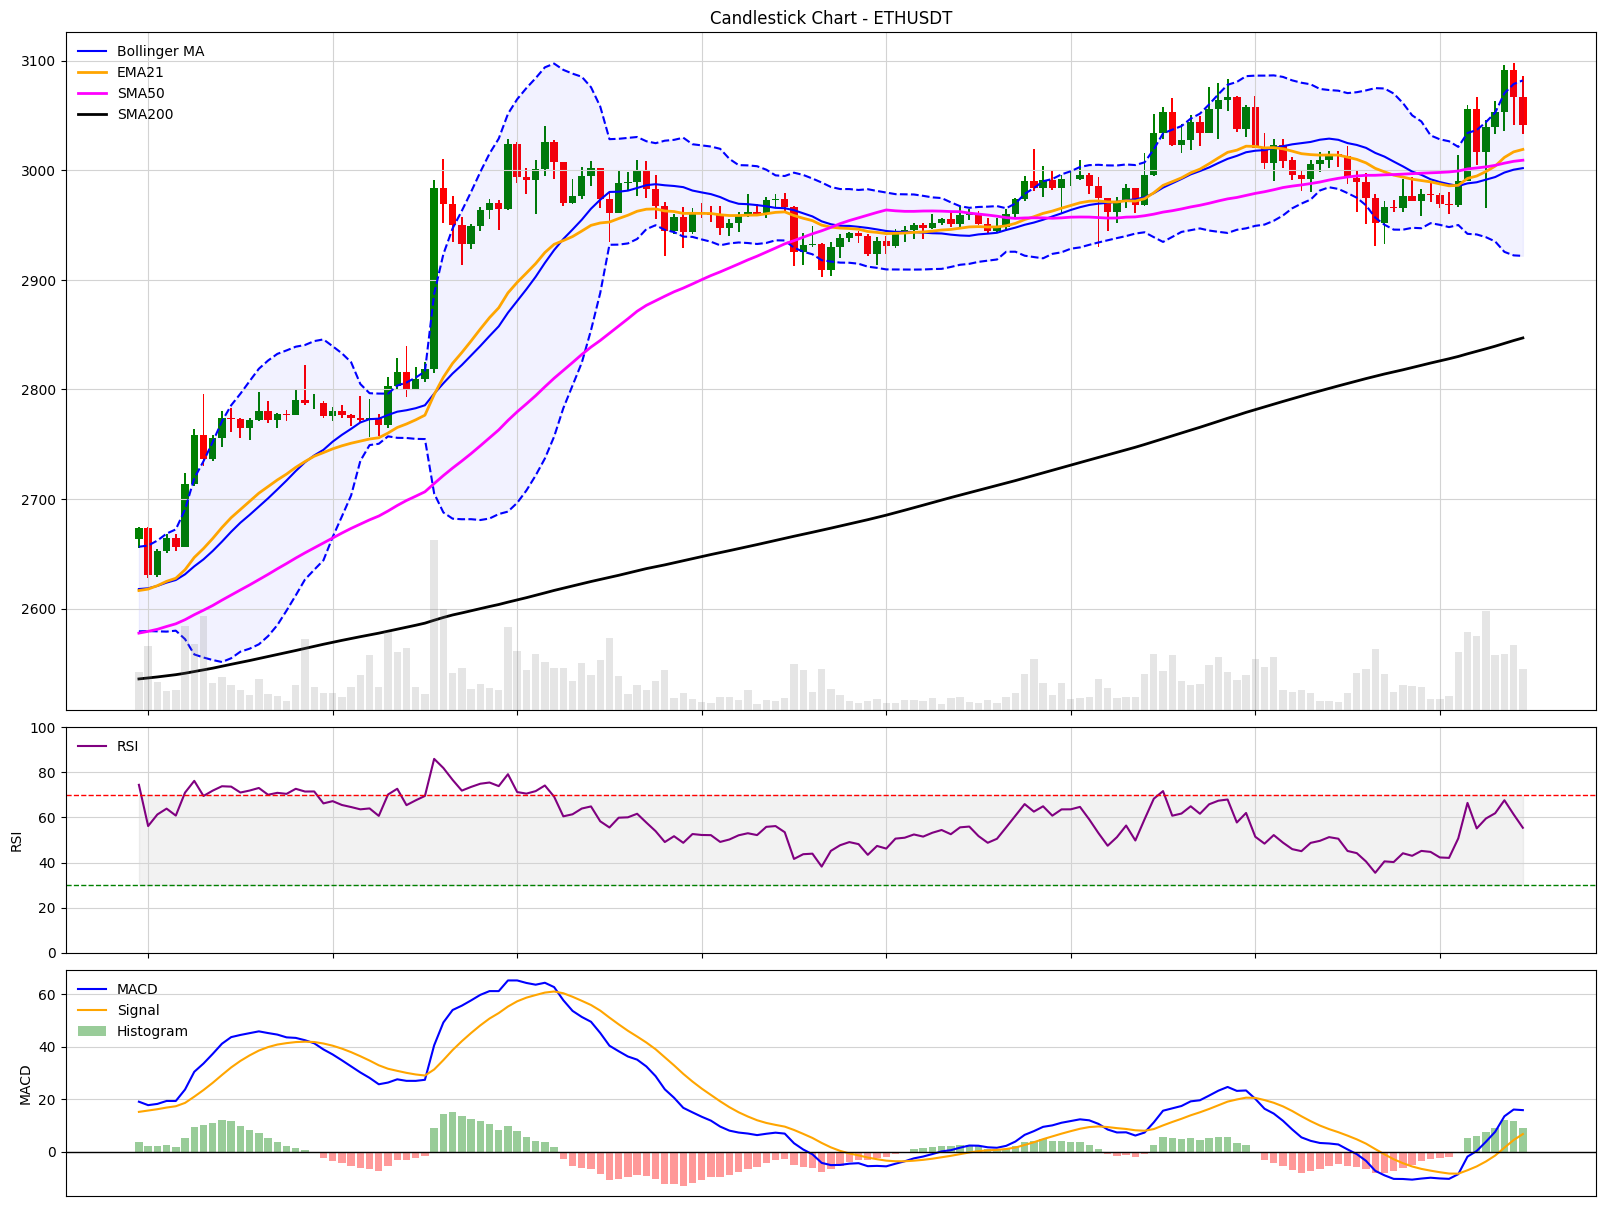 Candlestick Chart - ETHUSDT
Bollinger MA
EMA21
SMA50
SMA200
3100
3000
2900
2800
2700
2600
RSI
100
80
60
40
20
0
RSI
MACD
Signal
Histogram
60
40
20
0
MACD